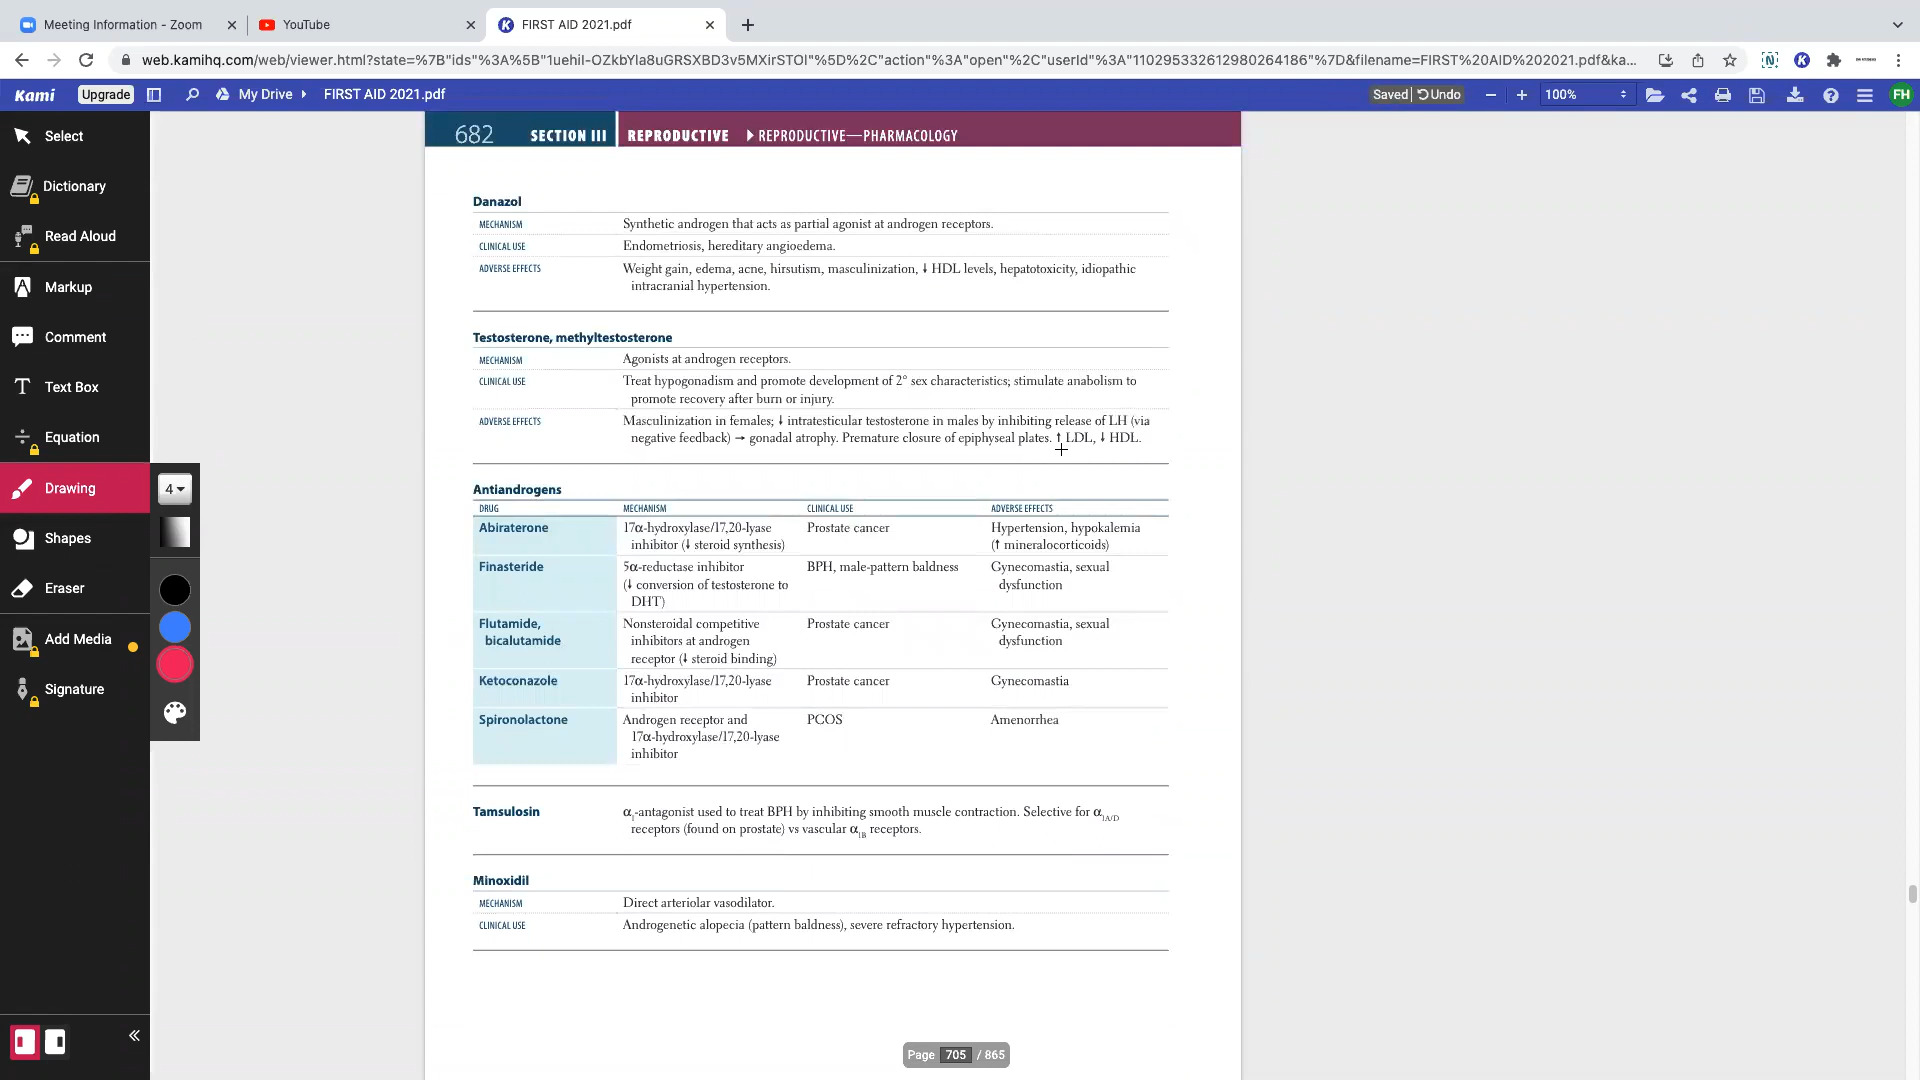 Meeting Information - Zoom
YouTube
FIRST AID 2021.pdf
web.kamihq.com/web/viewer.html?state=%7B"ids"%3A%5B"1uehil-OZkbYla8uGRSXBD3v5MXirSTOl"%5D%2C"action"%3A"open"%2C"userId"%3A"110295332612980264186"%7D&filename=FIRST%20AID%202021.pdf&ka...
Kami
Upgrade
My Drive
FIRST AID 2021.pdf
Saved
Undo
100%
FH
Select
Dictionary
Read Aloud
Markup
Comment
Text Box
Equation
Drawing
4
Shapes
Eraser
Add Media
Signature
682 SECTION III REPRODUCTIVE ▶ REPRODUCTIVE—PHARMACOLOGY
Danazol
MECHANISM Synthetic androgen that acts as partial agonist at androgen receptors.
CLINICAL USE Endometriosis, hereditary angioedema.
ADVERSE EFFECTS Weight gain, edema, acne, hirsutism, masculinization, ↓ HDL levels, hepatotoxicity, idiopathic
intracranial hypertension.
Testosterone, methyltestosterone
MECHANISM Agonists at androgen receptors.
CLINICAL USE Treat hypogonadism and promote development of 2° sex characteristics; stimulate anabolism to
promote recovery after burn or injury.
ADVERSE EFFECTS Masculinization in females; ↓ intratesticular testosterone in males by inhibiting release of LH (via
negative feedback) → gonadal atrophy. Premature closure of epiphyseal plates. ↑ LDL, ↓ HDL.
Antiandrogens
DRUG MECHANISM CLINICAL USE ADVERSE EFFECTS
Abiraterone 17α-hydroxylase/17,20-lyase Prostate cancer Hypertension, hypokalemia
inhibitor (↓ steroid synthesis) (↑ mineralocorticoids)
Finasteride 5α-reductase inhibitor BPH, male-pattern baldness Gynecomastia, sexual
(↓ conversion of testosterone to dysfunction
DHT)
Flutamide, Nonsteroidal competitive Prostate cancer Gynecomastia, sexual
bicalutamide inhibitors at androgen dysfunction
receptor (↓ steroid binding)
Ketoconazole 17α-hydroxylase/17,20-lyase Prostate cancer Gynecomastia
inhibitor
Spironolactone Androgen receptor and PCOS Amenorrhea
17α-hydroxylase/17,20-lyase
inhibitor
Tamsulosin α1-antagonist used to treat BPH by inhibiting smooth muscle contraction. Selective for α1A/D
receptors (found on prostate) vs vascular α1B receptors.
Minoxidil
MECHANISM Direct arteriolar vasodilator.
CLINICAL USE Androgenetic alopecia (pattern baldness), severe refractory hypertension.
Page 705 / 865